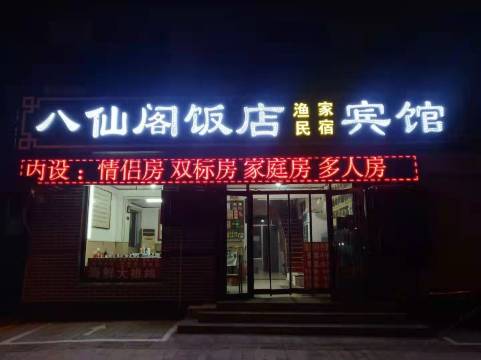 八仙阁饭店 渔家民宿 宾馆
内设：情侣房 双标房 家庭房 多人房